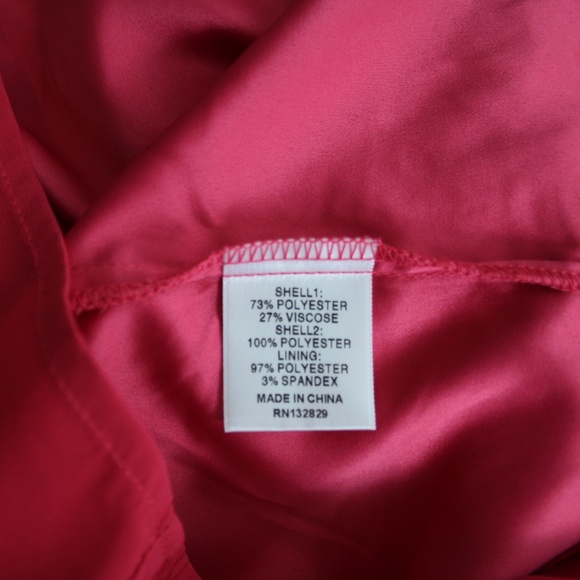 SHELL1:
73% POLYESTER
27% VISCOSE
SHELL2:
100% POLYESTER
LINING:
97% POLYESTER
3% SPANDEX
MADE IN CHINA
RN132829